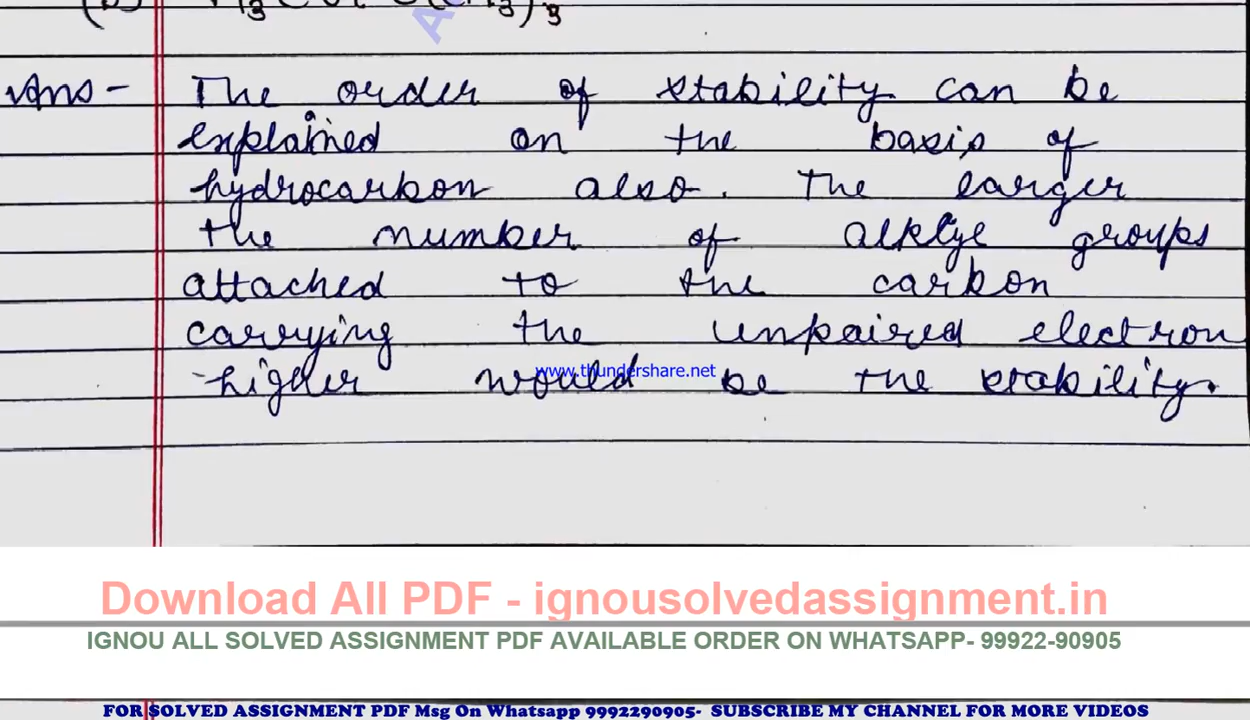 Ans - The order of stability can be
explained on the basis of
hydrocarbon also. The larger
the number of alkyl groups
attached to the carbon
carrying the unpaired electron
higher would be the stability.
www.thundershare.net
Download All PDF - ignousolvedassignment.in
IGNOU ALL SOLVED ASSIGNMENT PDF AVAILABLE ORDER ON WHATSAPP- 99922-90905
FOR SOLVED ASSIGNMENT PDF Msg On Whatsapp 9992290905- SUBSCRIBE MY CHANNEL FOR MORE VIDEOS